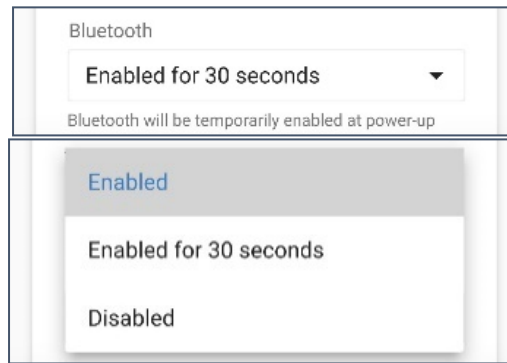 Bluetooth
Enabled for 30 seconds
Bluetooth will be temporarily enabled at power-up
Enabled
Enabled for 30 seconds
Disabled